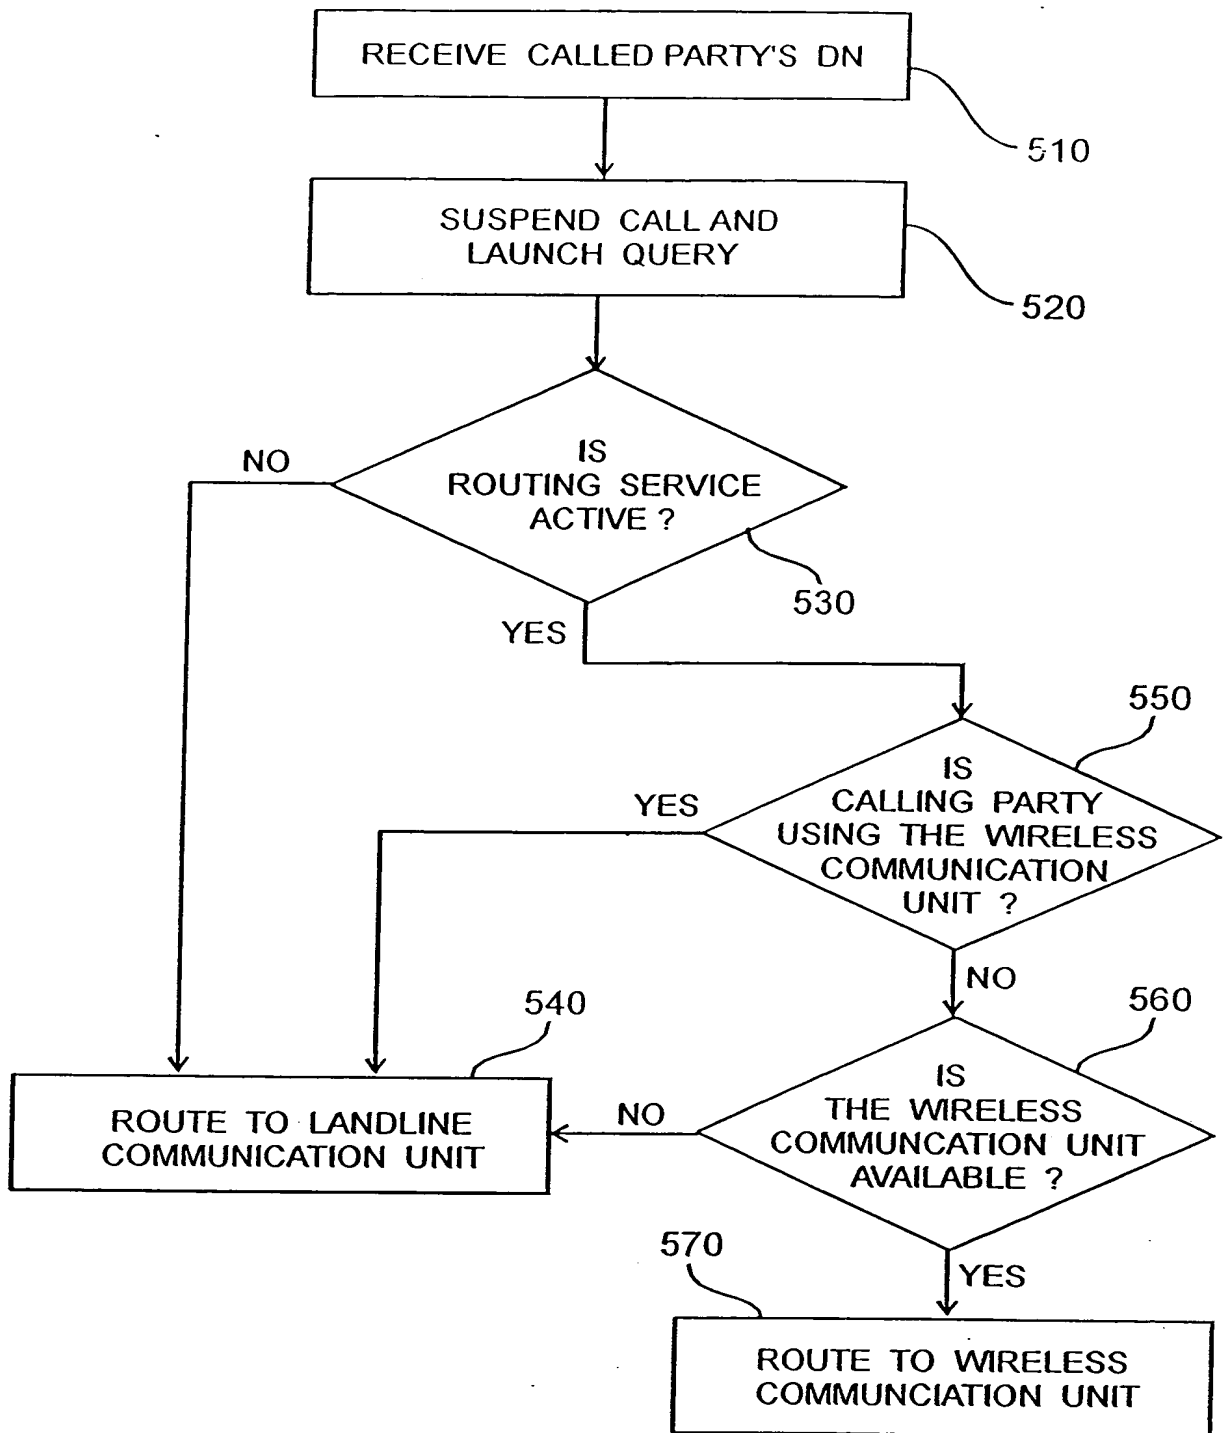 RECEIVE CALLED PARTY'S DN
510
SUSPEND CALL AND
LAUNCH QUERY
520
IS
ROUTING SERVICE
ACTIVE ?
NO
530
YES
550
IS
CALLING PARTY
USING THE WIRELESS
COMMUNICATION
UNIT ?
YES
NO
540
560
ROUTE TO LANDLINE
COMMUNICATION UNIT
NO
IS
THE WIRELESS
COMMUNCATION UNIT
AVAILABLE ?
570
YES
ROUTE TO WIRELESS
COMMUNCIATION UNIT